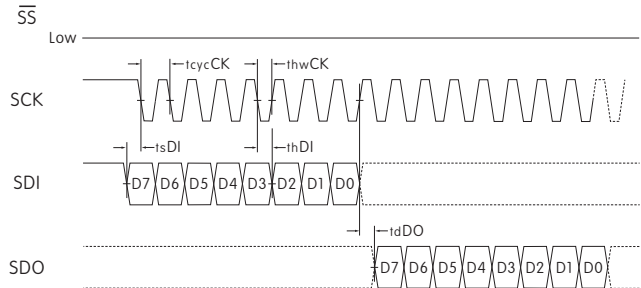 SS
Low
tcycCK thwCK
SCK
tsDI thDI
SDI D7 D6 D5 D4 D3 D2 D1 D0
tdDO
SDO D7 D6 D5 D4 D3 D2 D1 D0